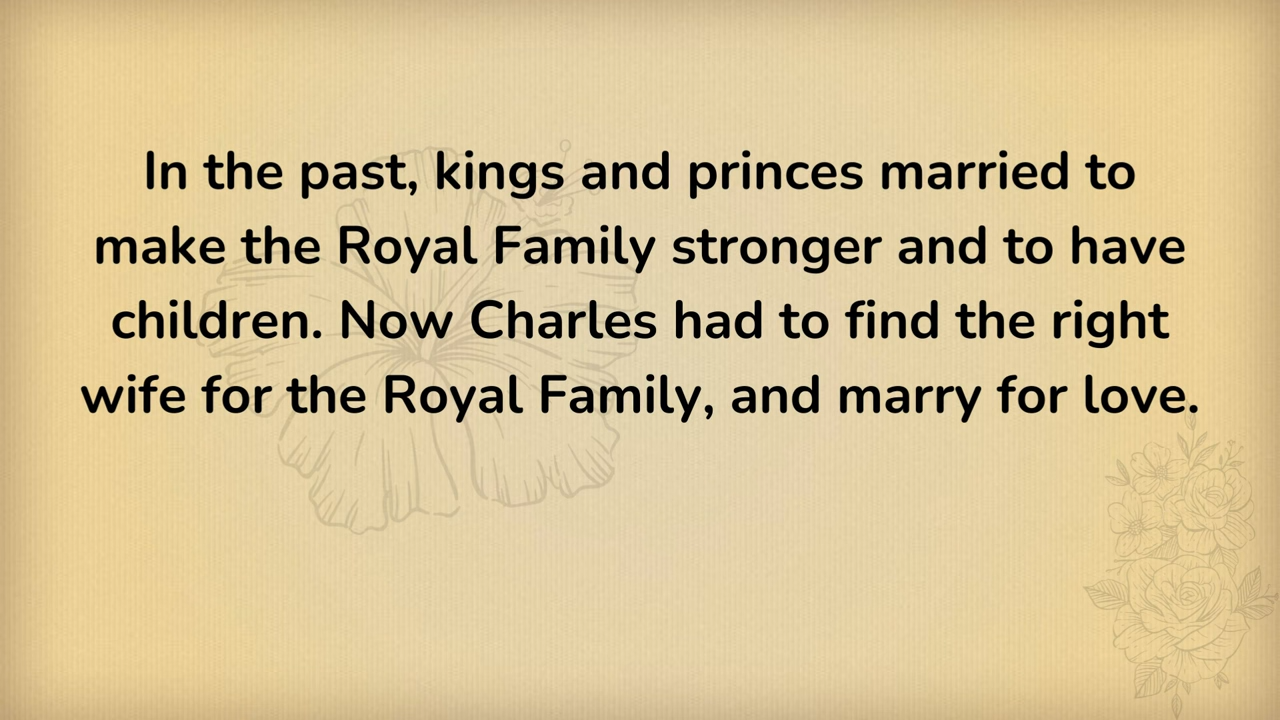 In the past, kings and princes married to
make the Royal Family stronger and to have
children. Now Charles had to find the right
wife for the Royal Family, and marry for love.